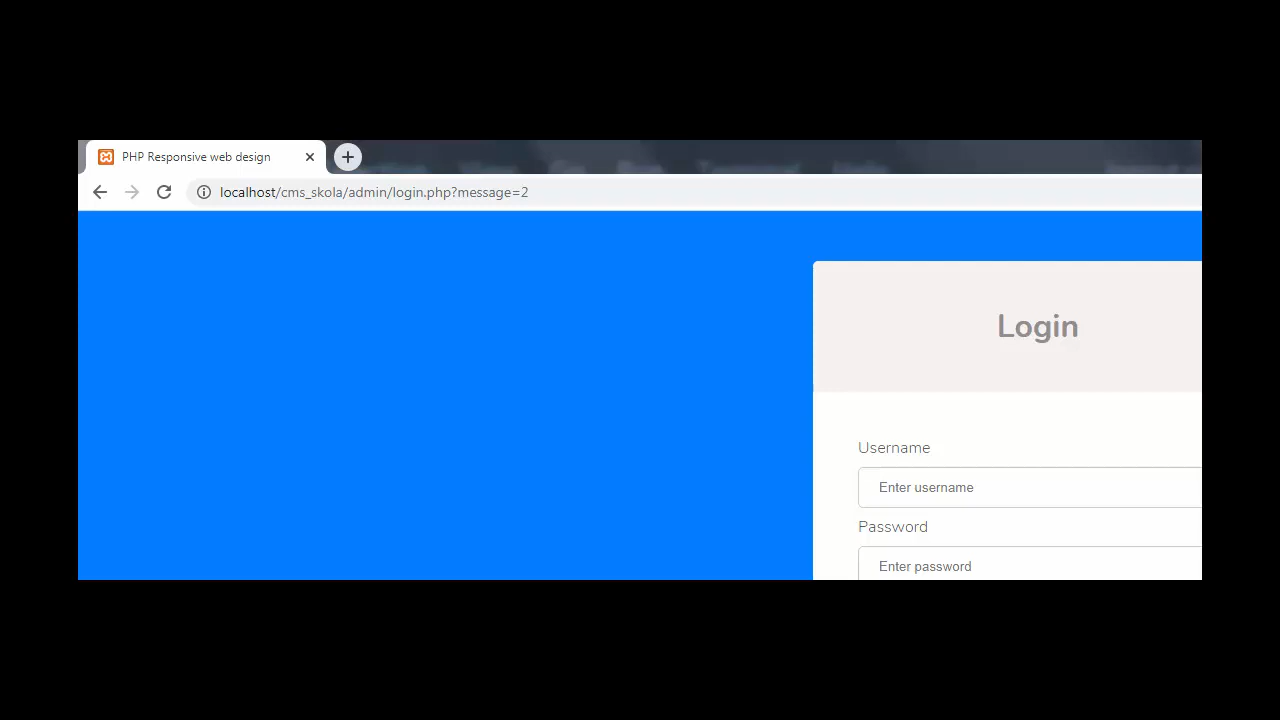 PHP Responsive web design
localhost/cms_skola/admin/login.php?message=2
Login
Username
Enter username
Password
Enter password